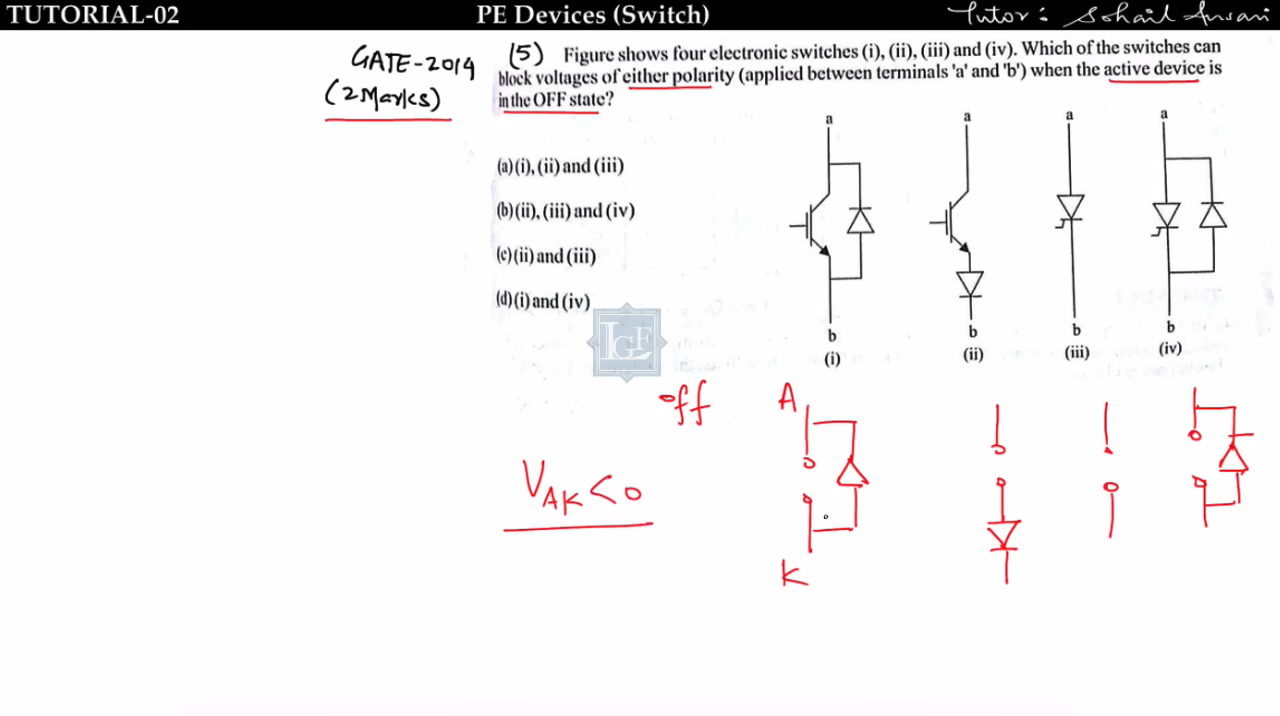 TUTORIAL-02
PE Devices (Switch)
Tutor : Sohail Ansari
GATE-2014
(2 Marks)
(5) Figure shows four electronic switches (i), (ii), (iii) and (iv). Which of the switches can
block voltages of either polarity (applied between terminals 'a' and 'b') when the active device is
in the OFF state?
(a) (i), (ii) and (iii)
(b) (ii), (iii) and (iv)
(c) (ii) and (iii)
(d) (i) and (iv)
a a a a
b b b b
(i) (ii) (iii) (iv)
LGF
off
A
VAK < 0
K